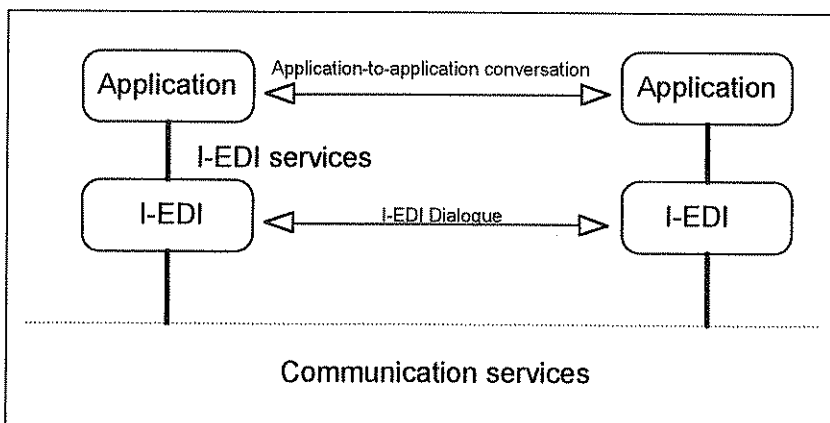 Application
Application-to-application conversation
Application
I-EDI services
I-EDI
I-EDI Dialogue
I-EDI
Communication services